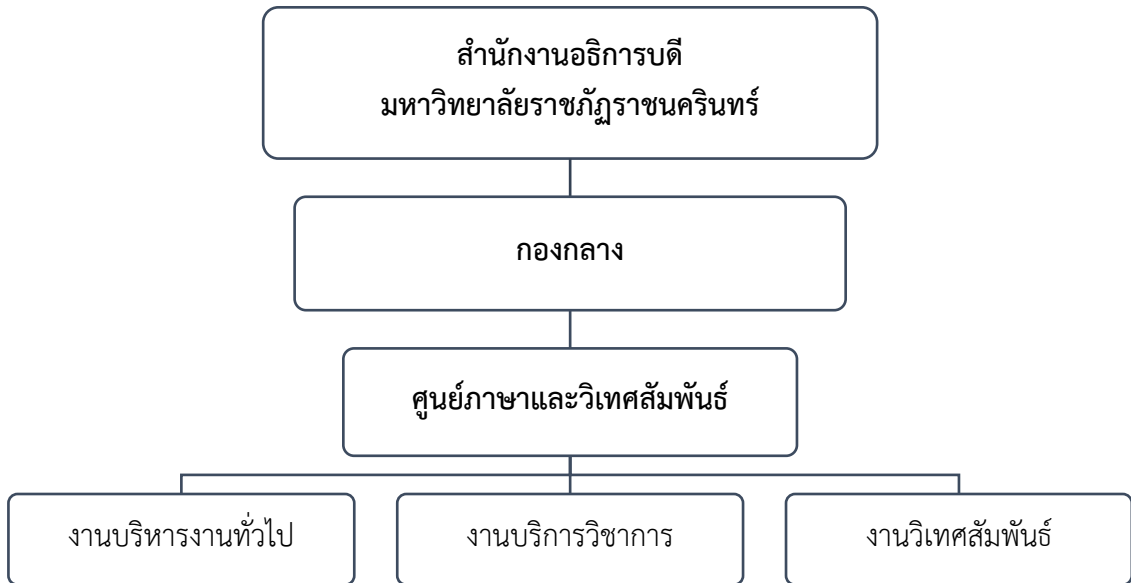 สำนักงานอธิการบดี
มหาวิทยาลัยราชภัฏราชนครินทร์
กองกลาง
ศูนย์ภาษาและวิเทศสัมพันธ์
งานบริหารงานทั่วไป
งานบริการวิชาการ
งานวิเทศสัมพันธ์